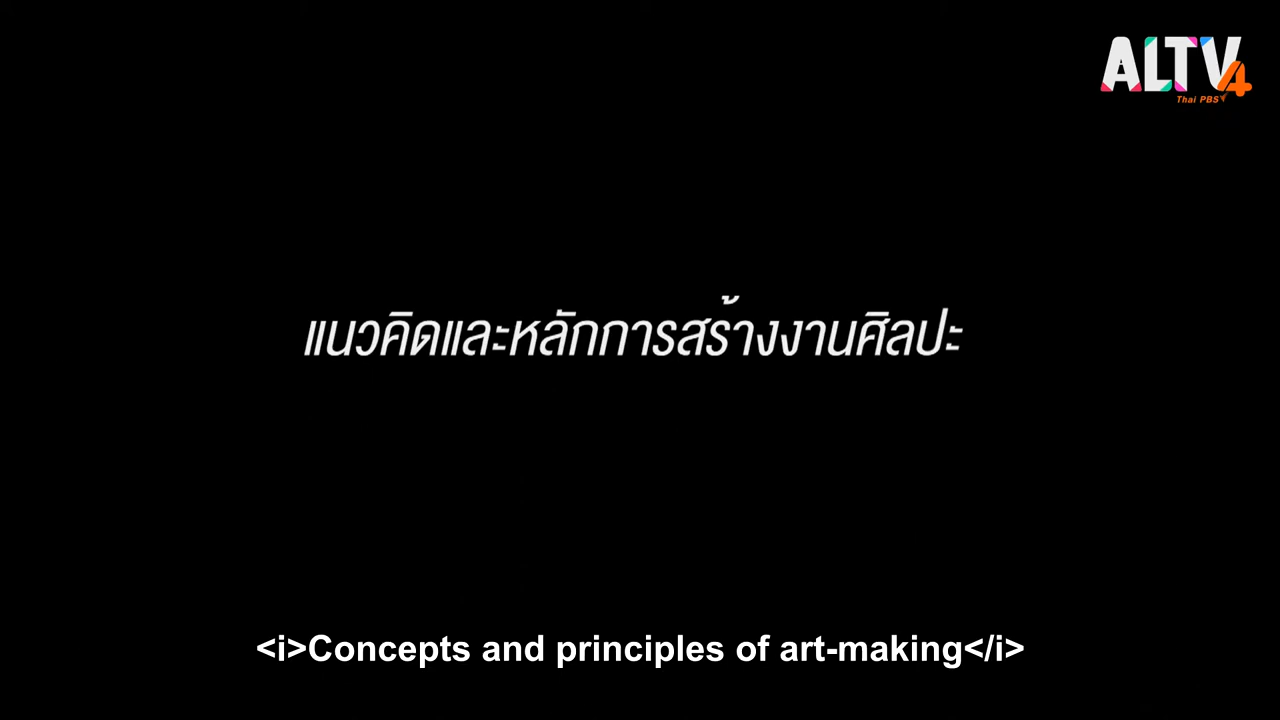 ALTV4
Thai PBS
แนวคิดและหลักการสร้างงานศิลปะ
<i>Concepts and principles of art-making</i>